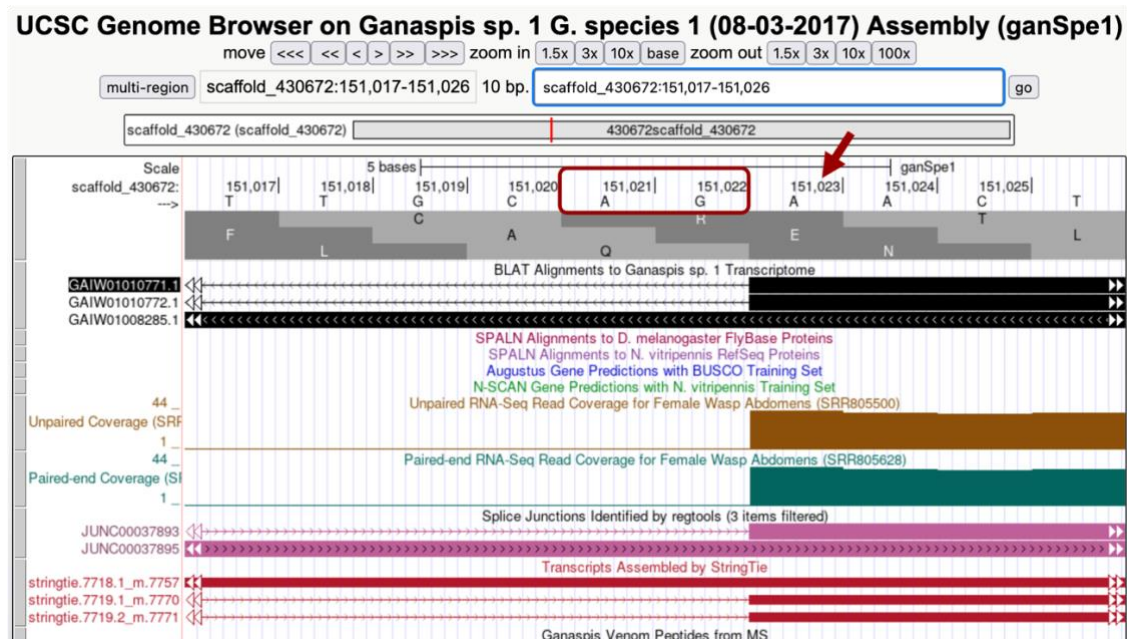 UCSC Genome Browser on Ganaspis sp. 1 G. species 1 (08-03-2017) Assembly (ganSpe1)
move <<< << < > >> >>> zoom in 1.5x 3x 10x base zoom out 1.5x 3x 10x 100x
multi-region scaffold_430672:151,017-151,026 10 bp. scaffold_430672:151,017-151,026 go
scaffold_430672 (scaffold_430672) 430672scaffold_430672
Scale 5 bases ganSpe1
scaffold_430672: 151,017 151,018 151,019 151,020 151,021 151,022 151,023 151,024 151,025
---> T T G C A G A A C T
C R T
F A E L
L Q N
BLAT Alignments to Ganaspis sp. 1 Transcriptome
GAIW01010771.1
GAIW01010772.1
GAIW01008285.1
SPALN Alignments to D. melanogaster FlyBase Proteins
SPALN Alignments to N. vitripennis RefSeq Proteins
Augustus Gene Predictions with BUSCO Training Set
N-SCAN Gene Predictions with N. vitripennis Training Set
44 _ Unpaired RNA-Seq Read Coverage for Female Wasp Abdomens (SRR805500)
Unpaired Coverage (SRR
1 _
44 _ Paired-end RNA-Seq Read Coverage for Female Wasp Abdomens (SRR805628)
Paired-end Coverage (SF
1 _
Splice Junctions Identified by regtools (3 items filtered)
JUNC00037893
JUNC00037895
Transcripts Assembled by StringTie
stringtie.7718.1_m.7757
stringtie.7719.1_m.7770
stringtie.7719.2_m.7771
Ganaspis Venom Peptides from MS